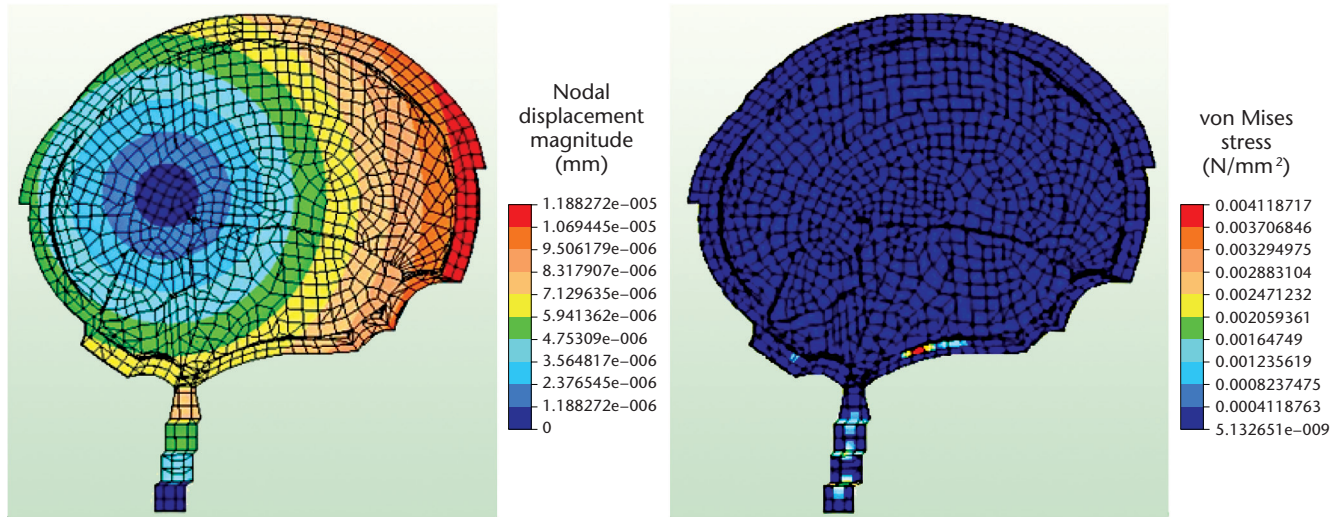 Nodal
displacement
magnitude
(mm)
1.188272e–005
1.069445e–005
9.506179e–006
8.317907e–006
7.129635e–006
5.941362e–006
4.75309e–006
3.564817e–006
2.376545e–006
1.188272e–006
0
von Mises
stress
(N/mm²)
0.004118717
0.003706846
0.003294975
0.002883104
0.002471232
0.002059361
0.00164749
0.001235619
0.0008237475
0.0004118763
5.132651e–009